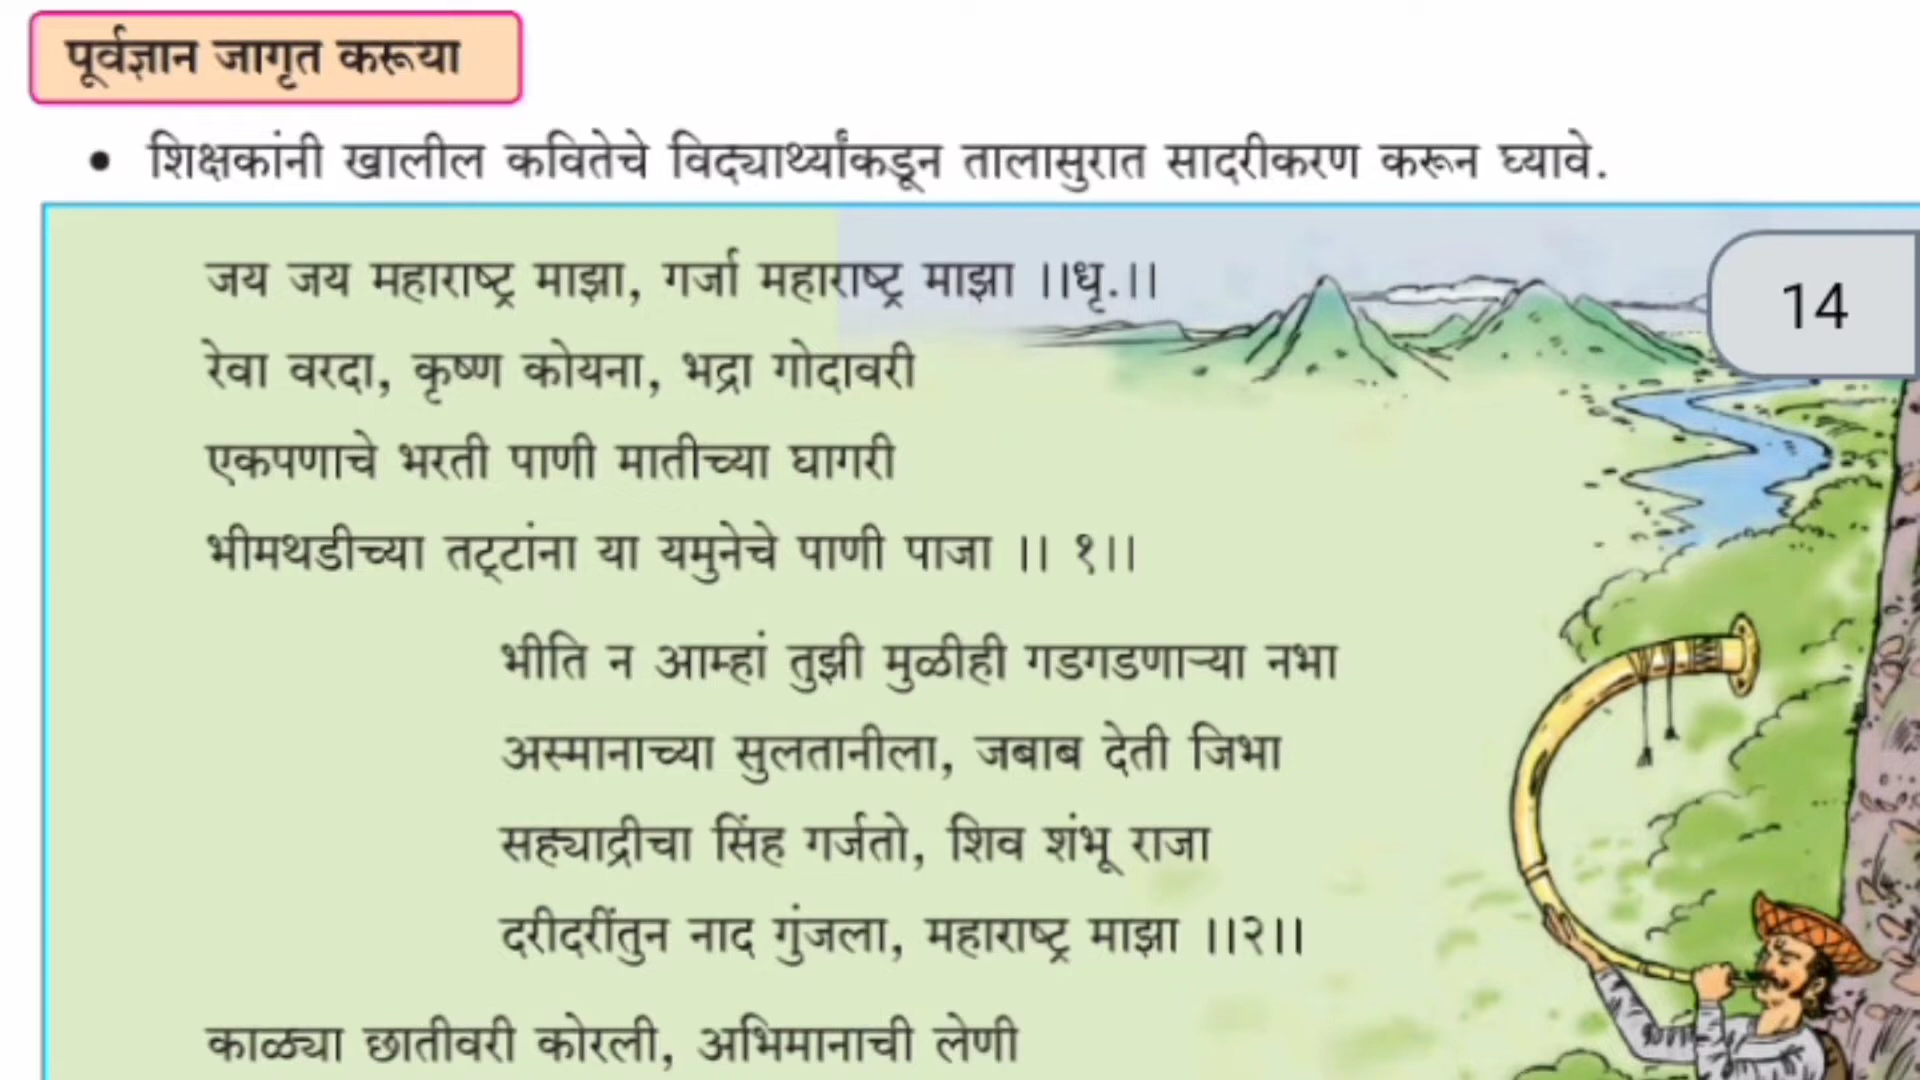 पूर्वज्ञान जागृत करूया
• शिक्षकांनी खालील कवितेचे विद्यार्थ्यांकडून तालासुरात सादरीकरण करून घ्यावे.
जय जय महाराष्ट्र माझा, गर्जा महाराष्ट्र माझा ।।धृ.।।
14
रेवा वरदा, कृष्ण कोयना, भद्रा गोदावरी
एकपणाचे भरती पाणी मातीच्या घागरी
भीमथडीच्या तट्टांना या यमुनेचे पाणी पाजा ।। १।।
भीति न आम्हां तुझी मुळीही गडगडणाऱ्या नभा
अस्मानाच्या सुलतानीला, जबाब देती जिभा
सह्याद्रीचा सिंह गर्जतो, शिव शंभू राजा
दरीदरींतुन नाद गुंजला, महाराष्ट्र माझा ।।२।।
काळ्या छातीवरी कोरली, अभिमानाची लेणी